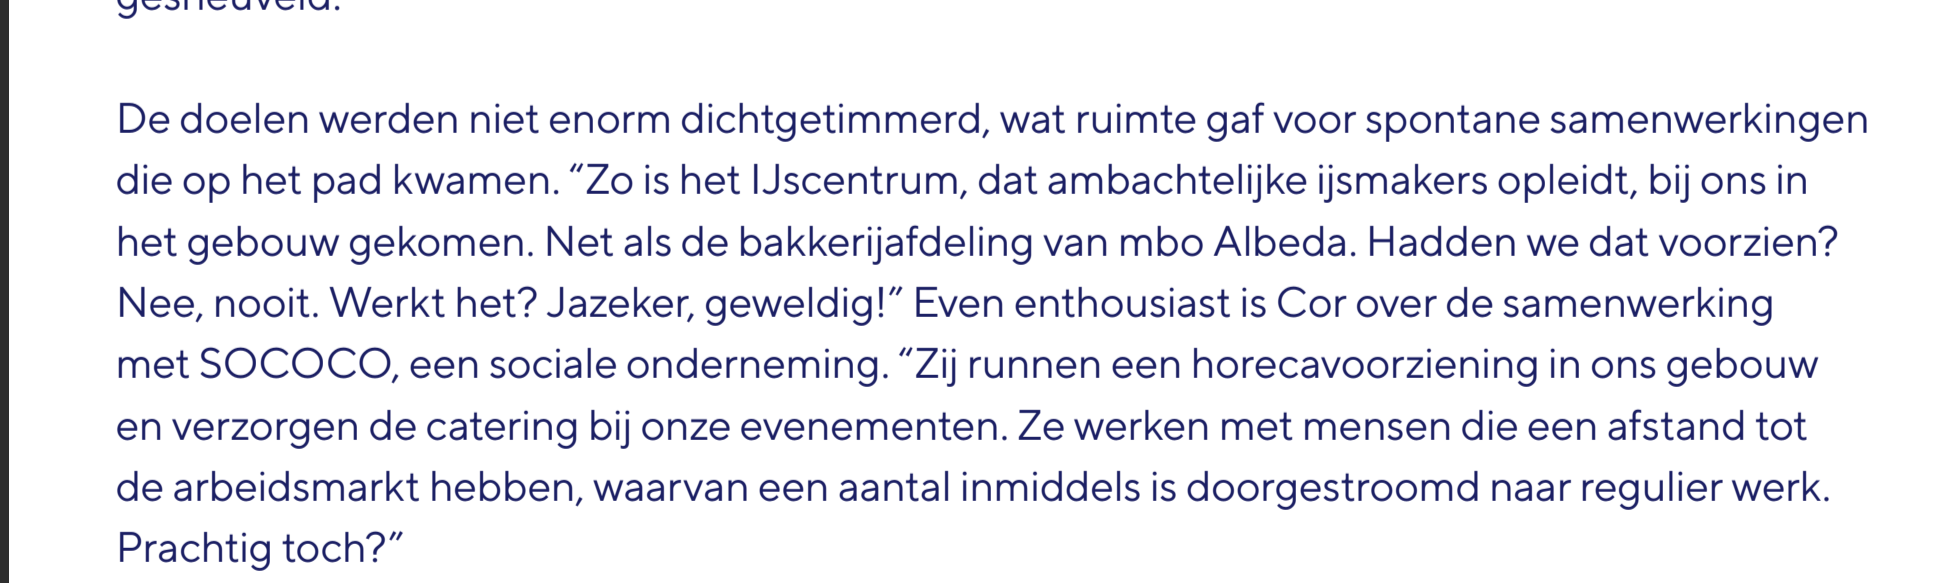 gesneuveld.
De doelen werden niet enorm dichtgetimmerd, wat ruimte gaf voor spontane samenwerkingen
die op het pad kwamen. “Zo is het IJscentrum, dat ambachtelijke ijsmakers opleidt, bij ons in
het gebouw gekomen. Net als de bakkerijafdeling van mbo Albeda. Hadden we dat voorzien?
Nee, nooit. Werkt het? Jazeker, geweldig!” Even enthousiast is Cor over de samenwerking
met SOCOCO, een sociale onderneming. “Zij runnen een horecavoorziening in ons gebouw
en verzorgen de catering bij onze evenementen. Ze werken met mensen die een afstand tot
de arbeidsmarkt hebben, waarvan een aantal inmiddels is doorgestroomd naar regulier werk.
Prachtig toch?”